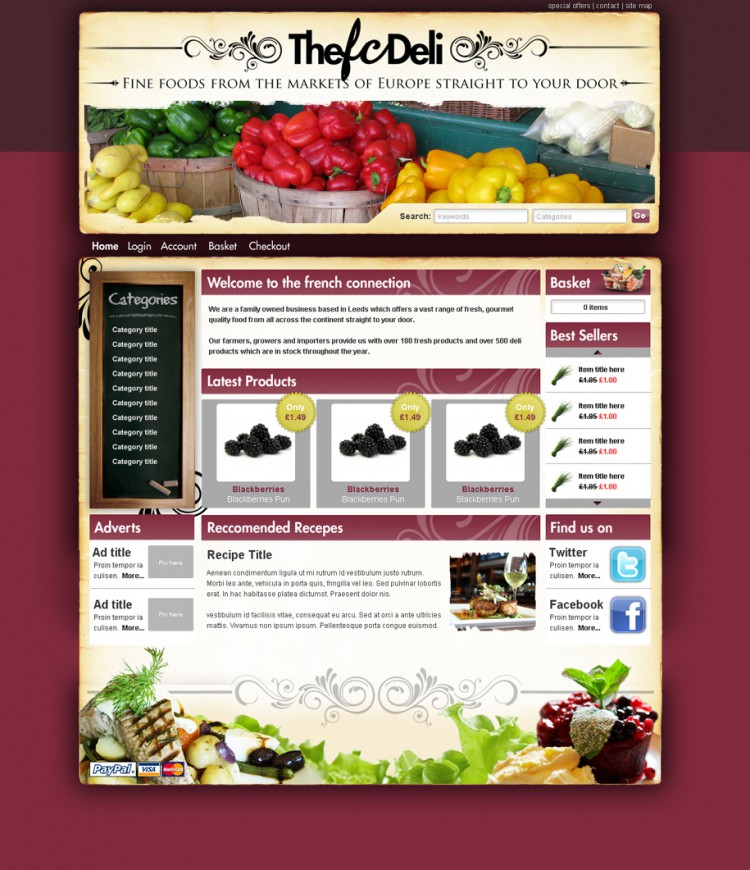 special offers | contact | site map
The fc Deli
Fine foods from the markets of Europe straight to your door
Search: Keywords Categories Go
Home Login Account Basket Checkout
Categories
Category title
Category title
Category title
Category title
Category title
Category title
Category title
Category title
Category title
Category title
Welcome to the french connection
We are a family owned business based in Leeds which offers a vast range of fresh, gourmet
quality food from all across the continent straight to your door.
Our farmers, growers and importers provide us with over 180 fresh products and over 500 deli
products which are in stock throughout the year.
Latest Products
Only
£1.49
Blackberries
Blackberries Pun
Only
£1.49
Blackberries
Blackberries Pun
Only
£1.49
Blackberries
Blackberries Pun
Basket
0 items
Best Sellers
Item title here
£1.95 £1.00
Item title here
£1.95 £1.00
Item title here
£1.95 £1.00
Item title here
£1.95 £1.00
Adverts
Ad title
Proin tempor ia
culisen. More...
Pic here
Ad title
Proin tempor ia
culisen. More...
Pic here
Reccomended Recepes
Recipe Title
Aenean condimentum ligula ut mi rutrum id vestibulum justo rutrum.
Morbi leo ante, vehicula in porta quis, fringilla vel leo. Sed pulvinar lobortis
erat. In hac habitasse platea dictumst. Praesent dolor nis.
vestibulum id facilisis vitae, consequat eu arcu. Sed at orci a ante ultricies
mattis. Vivamus non ipsum ipsum. Pellentesque porta congue euismod.
Find us on
Twitter
Proin tempor ia
culisen. More...
t
Facebook
Proin tempor ia
culisen. More...
f
PayPal VISA MasterCard